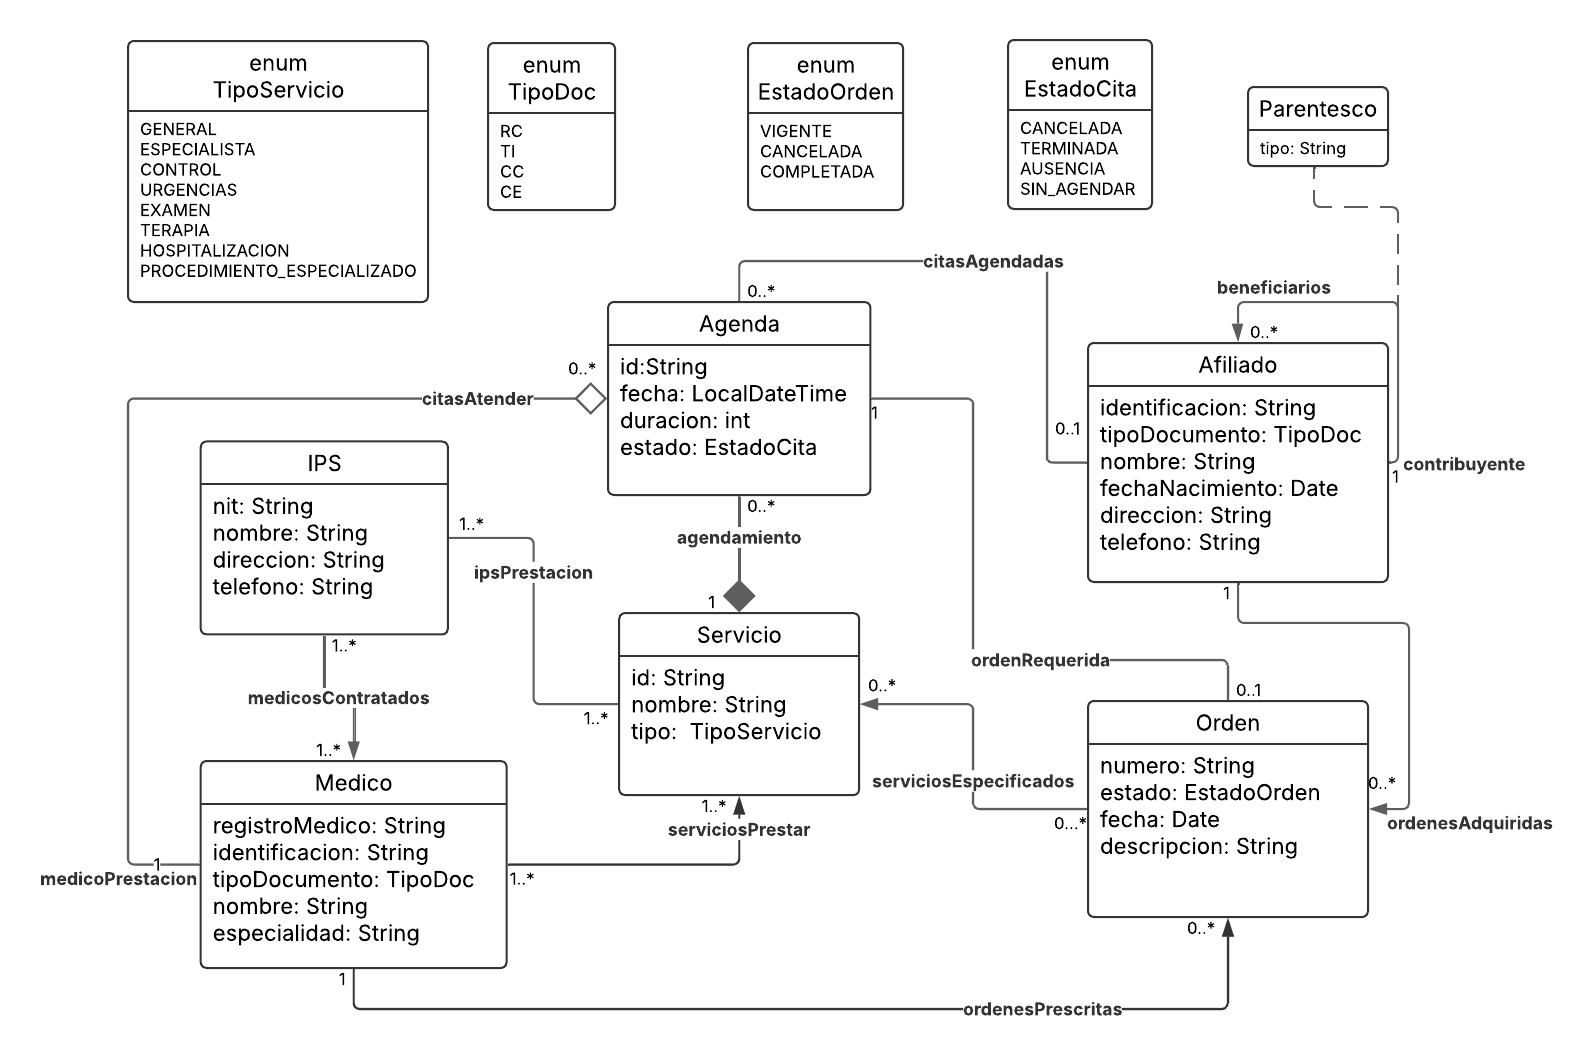 enum
TipoServicio
GENERAL
ESPECIALISTA
CONTROL
URGENCIAS
EXAMEN
TERAPIA
HOSPITALIZACION
PROCEDIMIENTO_ESPECIALIZADO
enum
TipoDoc
RC
TI
CC
CE
enum
EstadoOrden
VIGENTE
CANCELADA
COMPLETADA
enum
EstadoCita
CANCELADA
TERMINADA
AUSENCIA
SIN_AGENDAR
Parentesco
tipo: String
citasAgendadas
0..*
0..1
beneficiarios
0..*
contribuyente
1
Agenda
id:String
fecha: LocalDateTime
duracion: int
estado: EstadoCita
0..*
citasAtender
1
medicoPrestacion
1
Afiliado
identificacion: String
tipoDocumento: TipoDoc
nombre: String
fechaNacimiento: Date
direccion: String
telefono: String
1
IPS
nit: String
nombre: String
direccion: String
telefono: String
1..*
ipsPrestacion
1..*
0..*
agendamiento
1
1..*
medicosContratados
1..*
Servicio
id: String
nombre: String
tipo: TipoServicio
0..*
serviciosEspecificados
0...*
ordenRequerida
0..1
Orden
numero: String
estado: EstadoOrden
fecha: Date
descripcion: String
0..*
ordenesAdquiridas
Medico
registroMedico: String
identificacion: String
tipoDocumento: TipoDoc
nombre: String
especialidad: String
1..*
serviciosPrestar
1..*
1
ordenesPrescritas
0..*